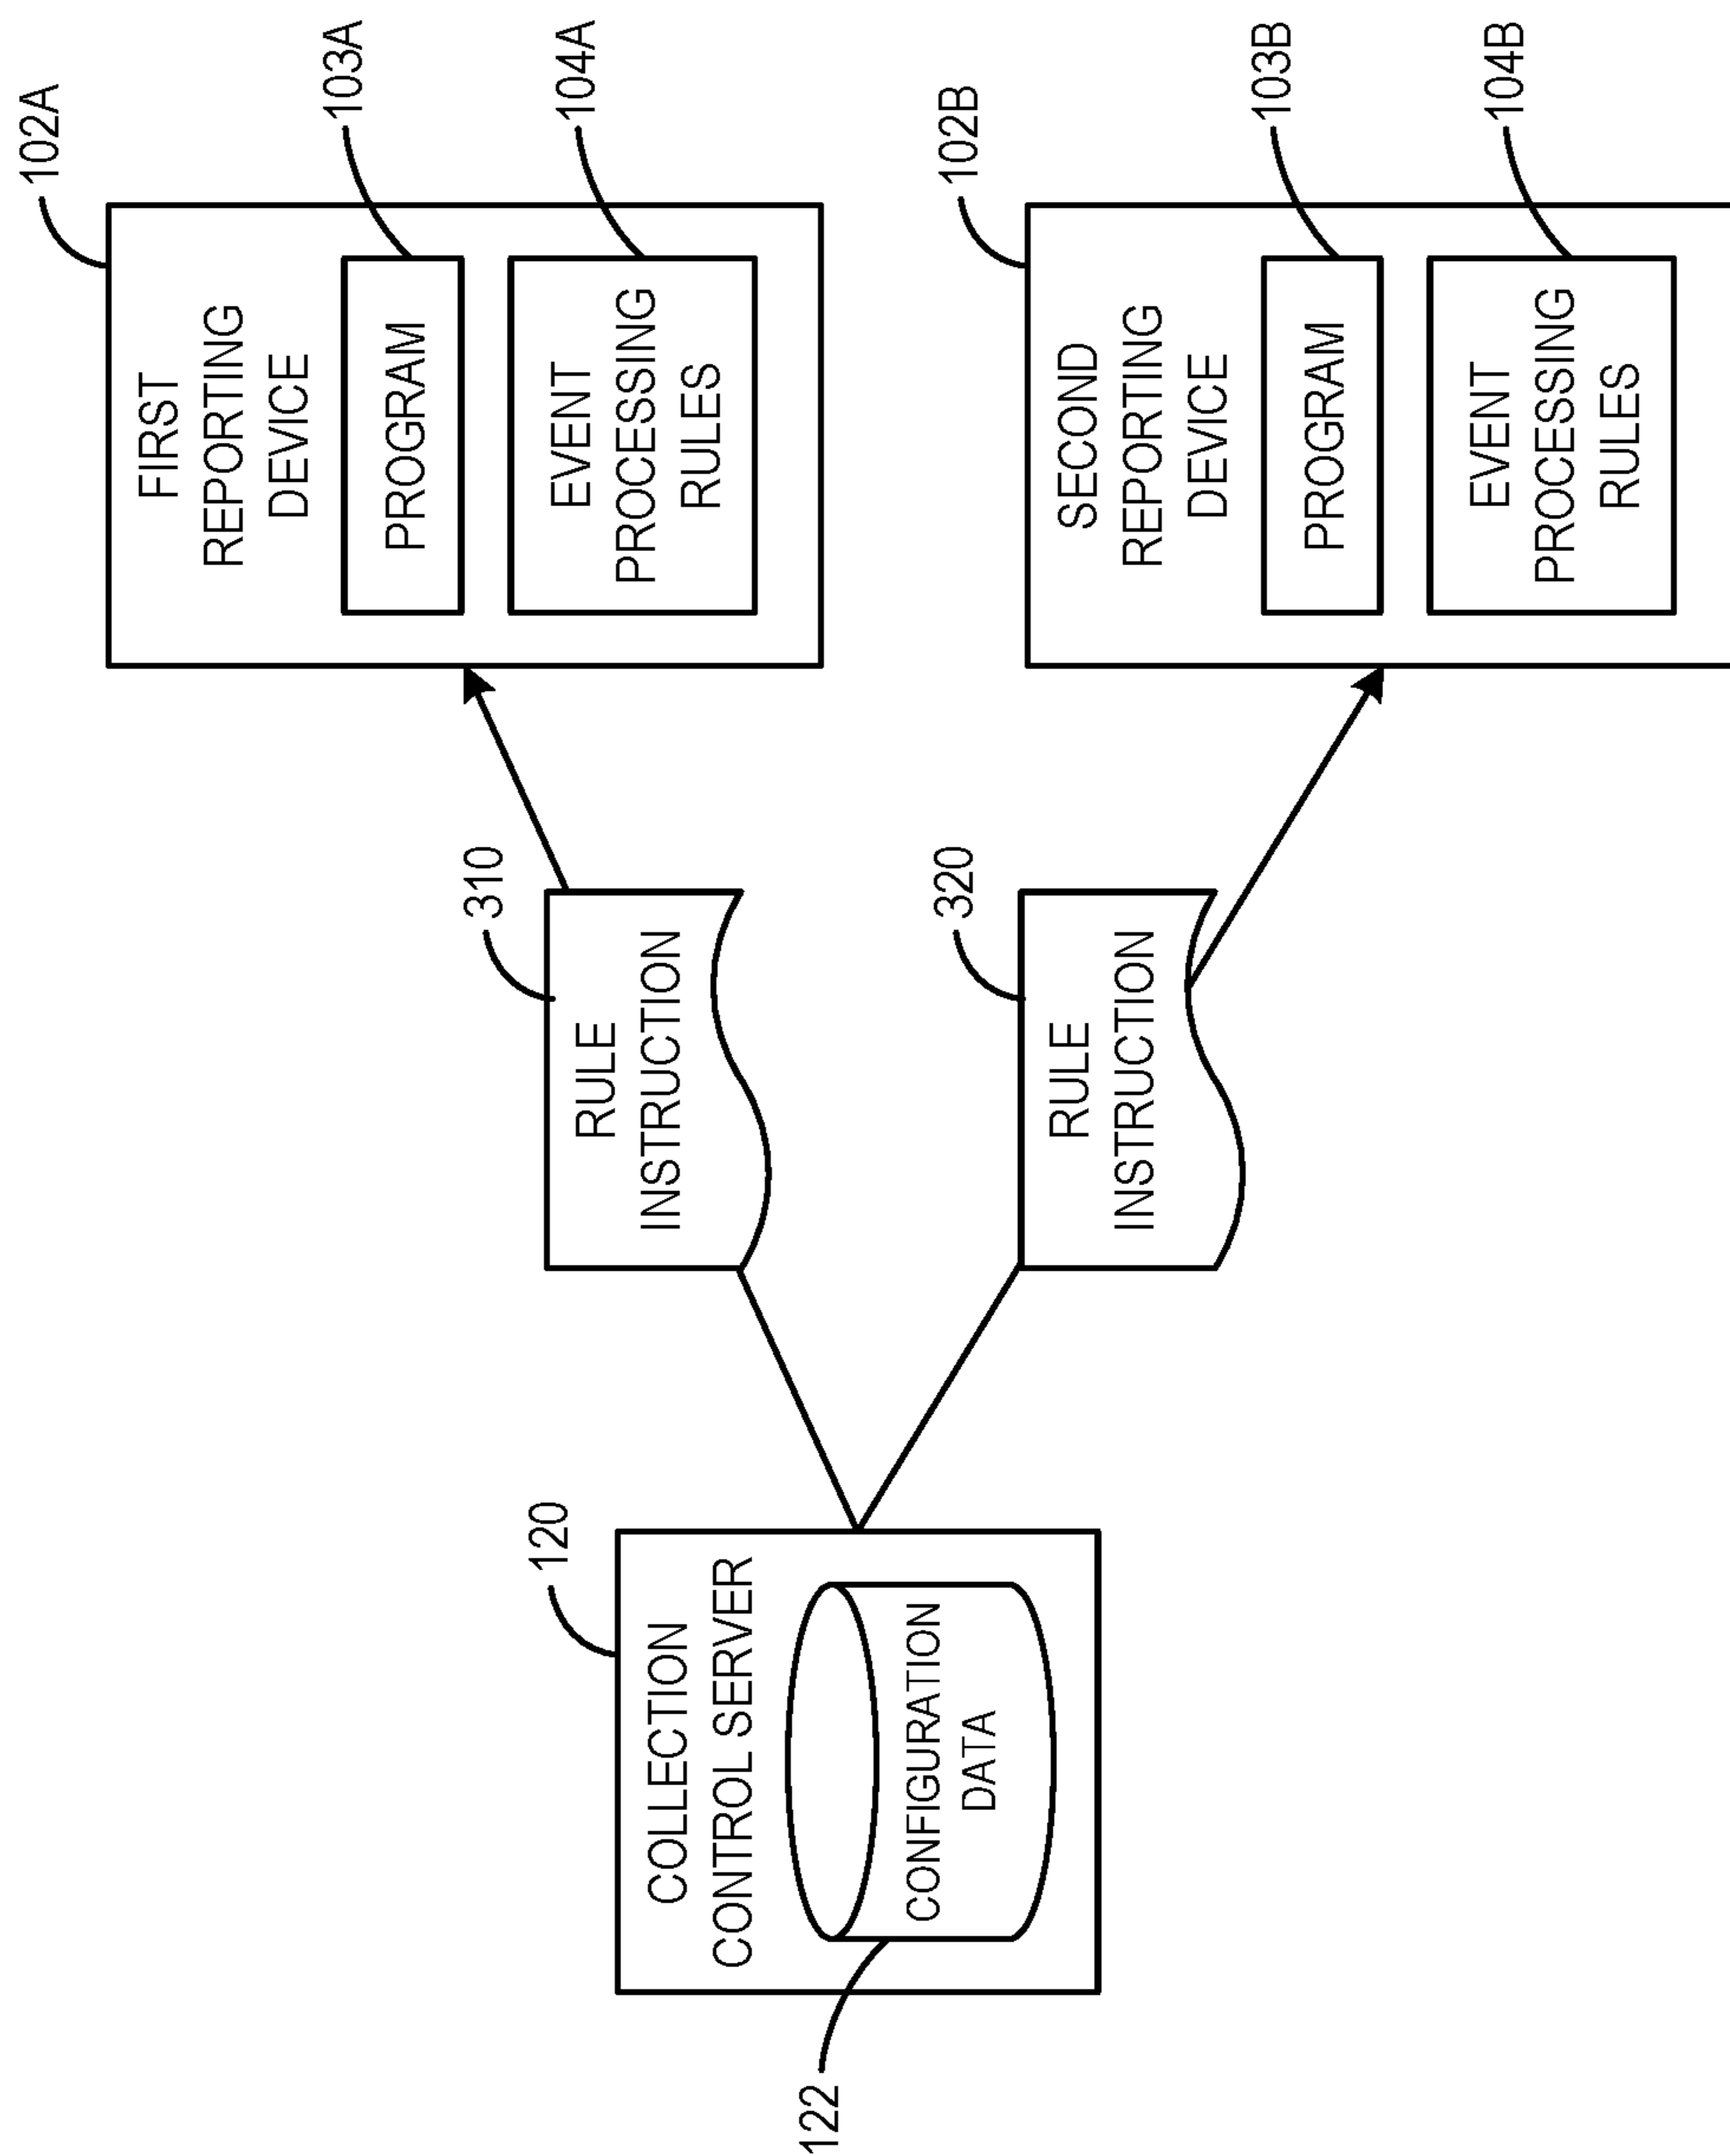 120
COLLECTION
CONTROL SERVER
CONFIGURATION
DATA
122
310
RULE
INSTRUCTION
320
RULE
INSTRUCTION
102A
FIRST
REPORTING
DEVICE
103A
PROGRAM
104A
EVENT
PROCESSING
RULES
102B
SECOND
REPORTING
DEVICE
103B
PROGRAM
104B
EVENT
PROCESSING
RULES